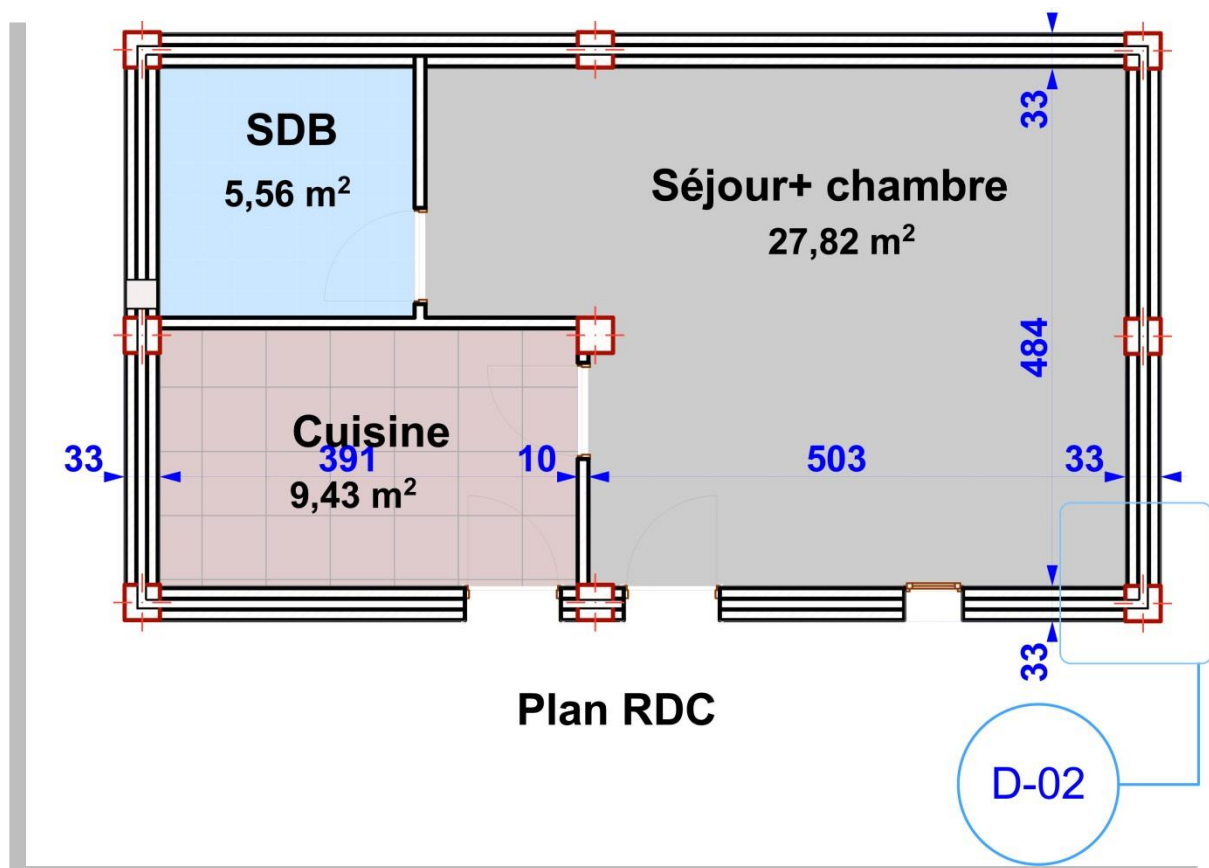 33
SDB
5,56 m²
Séjour+ chambre
27,82 m²
484
Cuisine
33
391
10
503
33
9,43 m²
33
Plan RDC
D-02